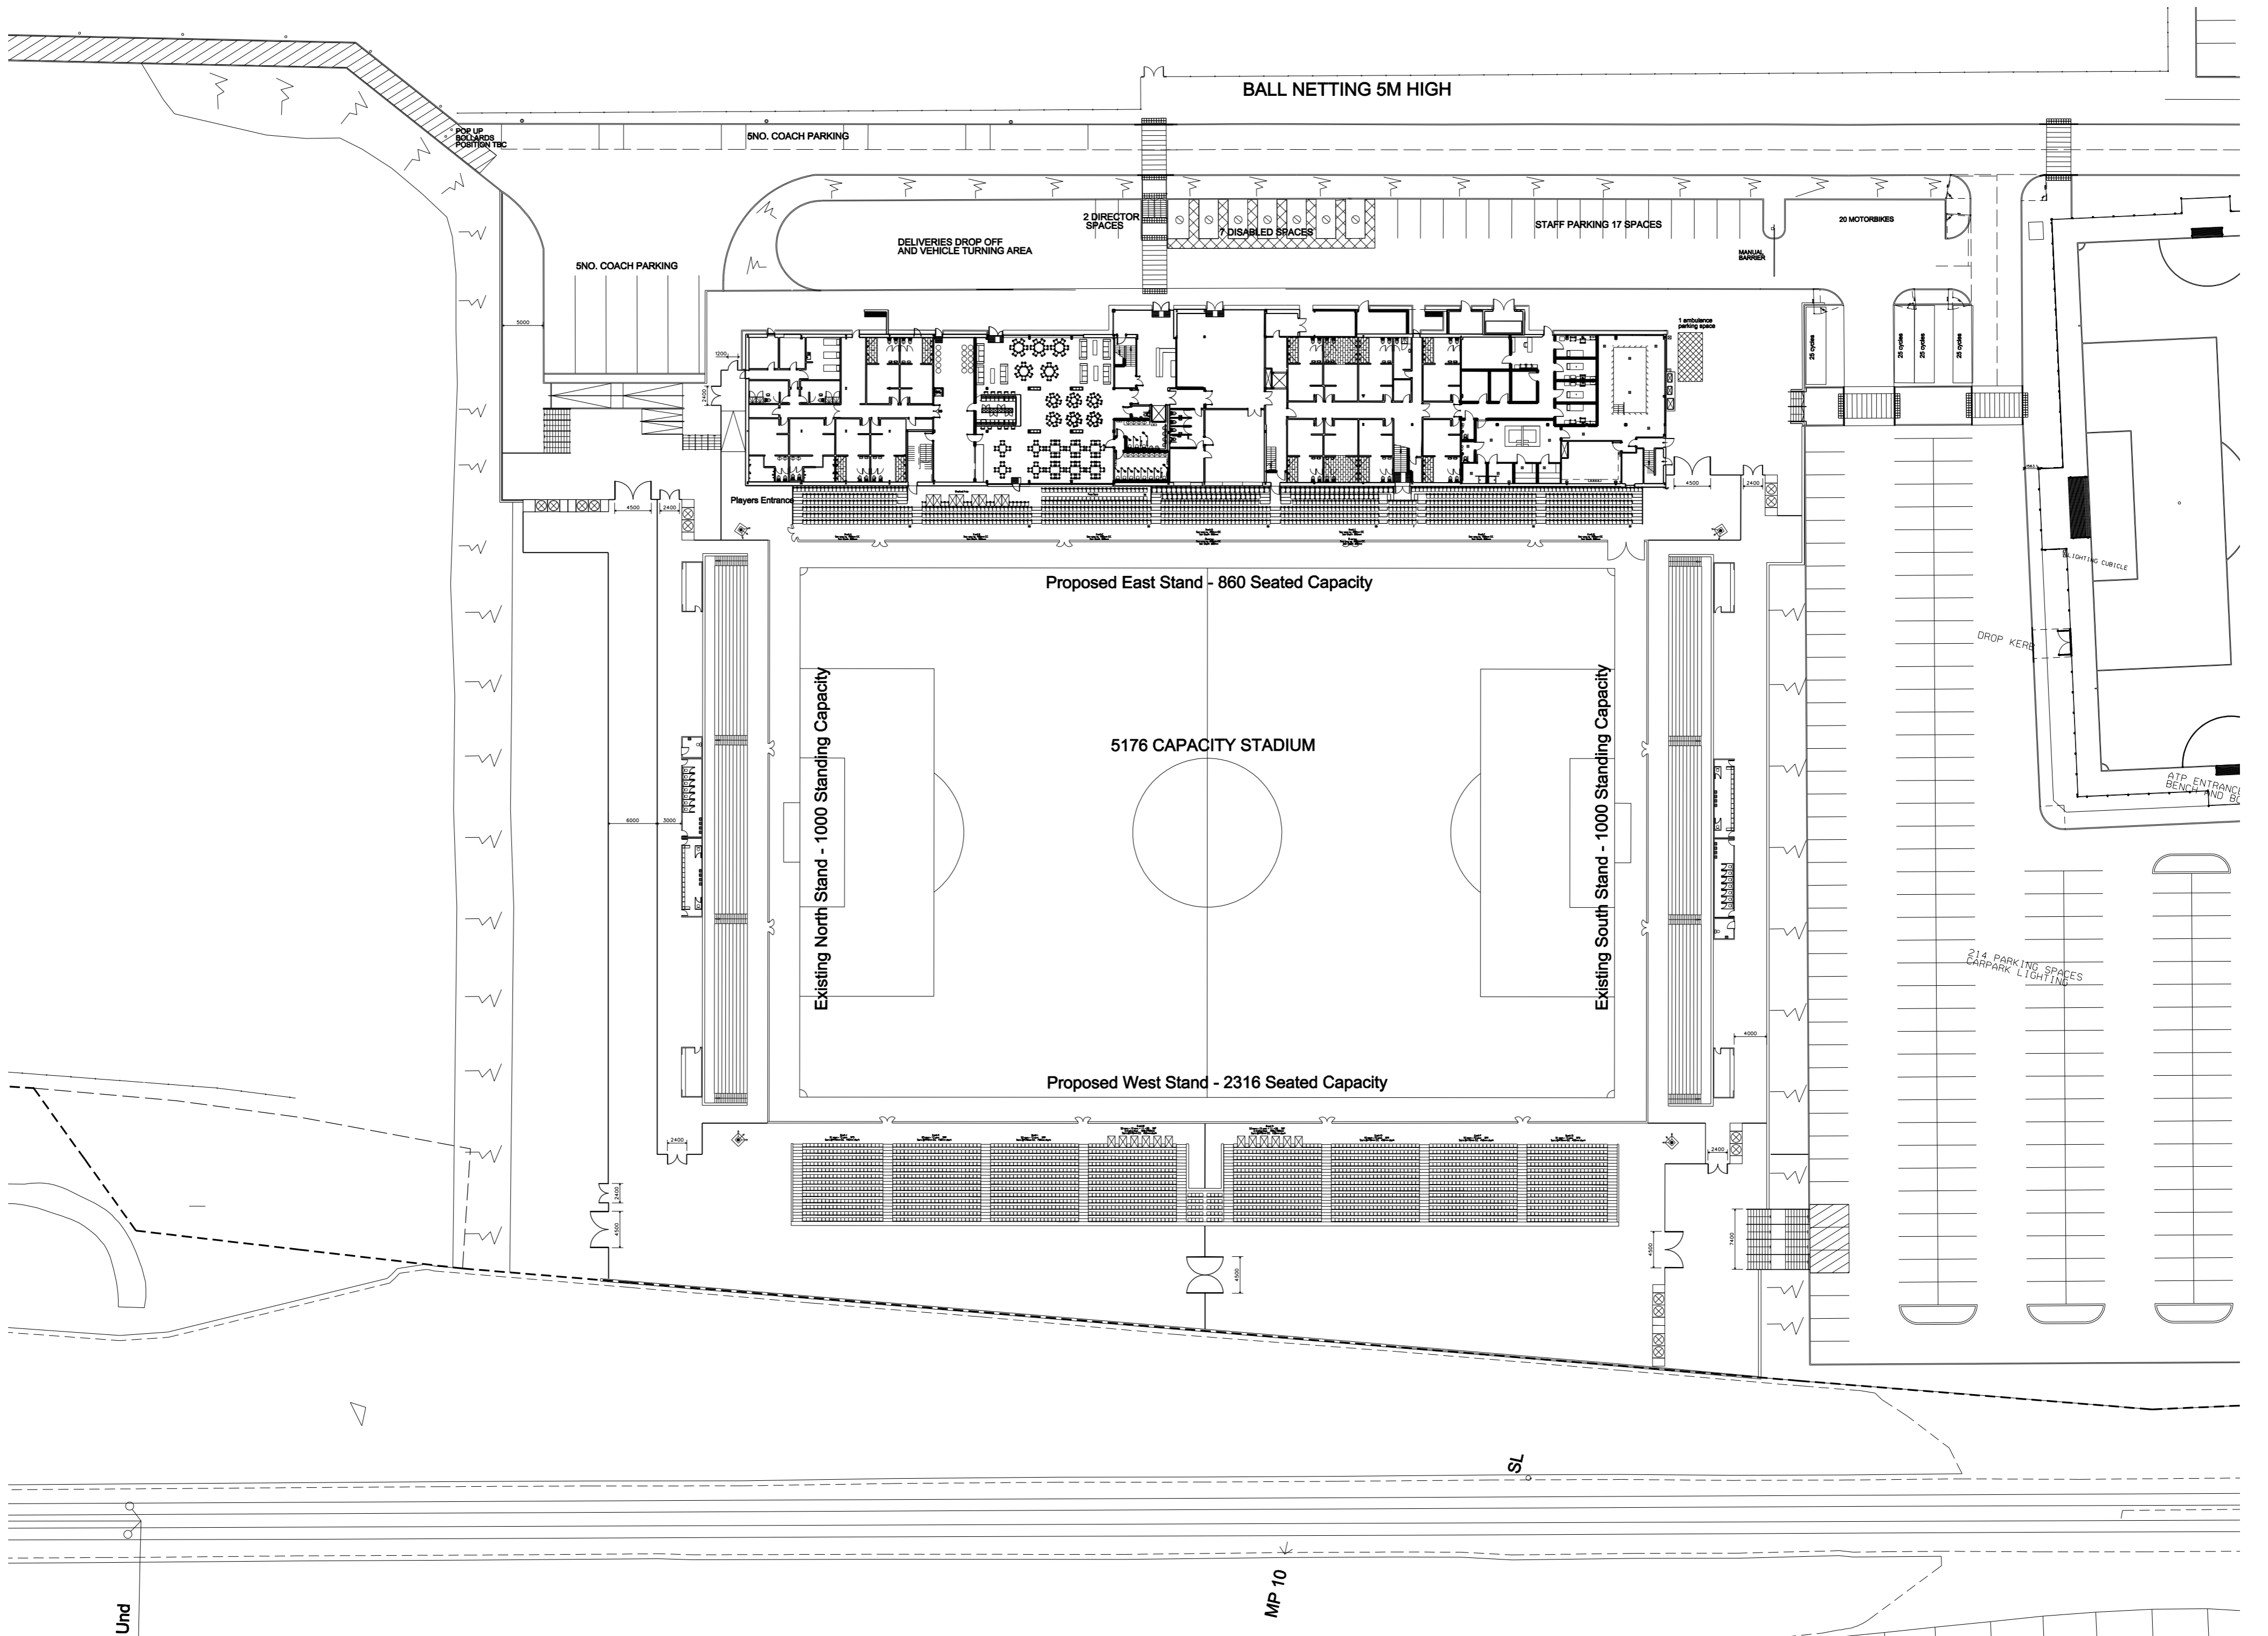 BALL NETTING 5M HIGH
POP UP
BOLLARDS
POSITION TBC
5NO. COACH PARKING
2 DIRECTOR
SPACES
7 DISABLED SPACES
STAFF PARKING 17 SPACES
20 MOTORBIKES
DELIVERIES DROP OFF
AND VEHICLE TURNING AREA
MANUAL
BARRIER
5NO. COACH PARKING
5000
1200
2400
1 ambulance
parking space
25 cycles
25 cycles
25 cycles
25 cycles
Players Entrance
4500
2400
4500
2400
LIGHTING CUBICLE
Proposed East Stand - 860 Seated Capacity
DROP KERB
Existing North Stand - 1000 Standing Capacity
5176 CAPACITY STADIUM
Existing South Stand - 1000 Standing Capacity
ATP ENTRANCE
BENCH AND BO
6000
3000
214 PARKING SPACES
CARPARK LIGHTING
4000
Proposed West Stand - 2316 Seated Capacity
2400
2400
2400
4500
4500
4500
7400
SL
MP 10
Und